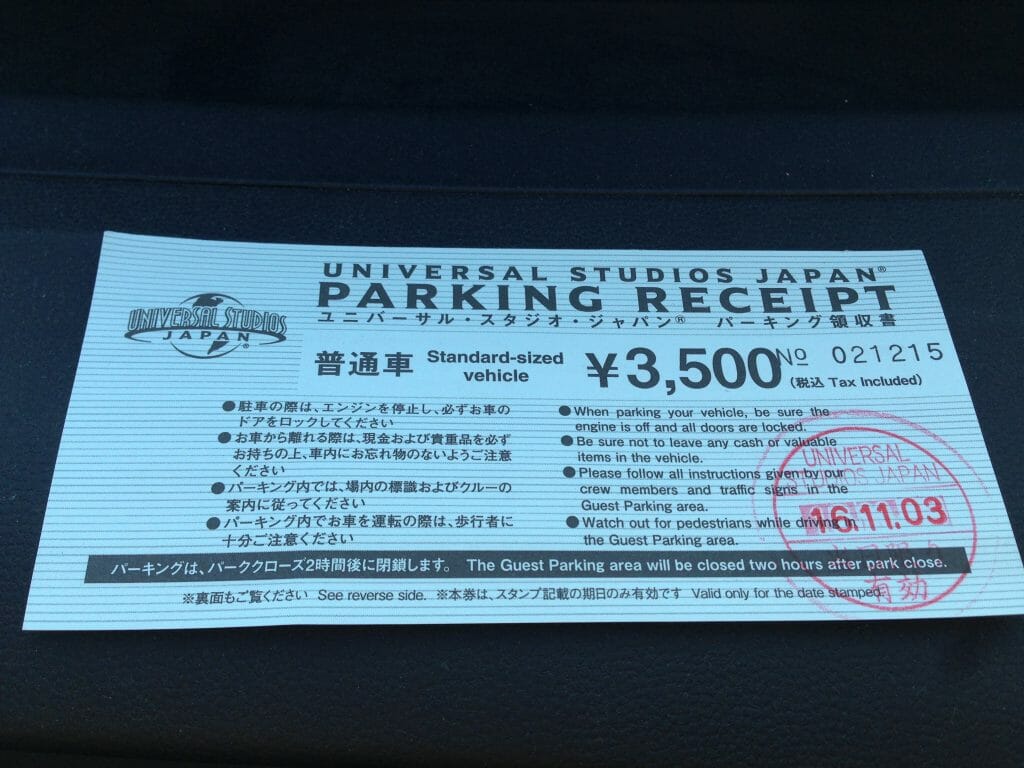 UNIVERSAL STUDIOS JAPAN®
PARKING RECEIPT
ユニバーサル・スタジオ・ジャパン® パーキング領収書
UNIVERSAL STUDIOS
JAPAN®
普通車 Standard-sized vehicle ¥3,500 (税込 Tax Included)
Nº 021215
●駐車の際は、エンジンを停止し、必ずお車の
ドアをロックしてください
●お車から離れる際は、現金および貴重品を必ず
お持ちの上、車内にお忘れ物のないようご注意
ください
●パーキング内では、場内の標識およびクルーの
案内に従ってください
●パーキング内でお車を運転の際は、歩行者に
十分ご注意ください
●When parking your vehicle, be sure the
engine is off and all doors are locked.
●Be sure not to leave any cash or valuable
items in the vehicle.
●Please follow all instructions given by our
crew members and traffic signs in the
Guest Parking area.
●Watch out for pedestrians while driving in
the Guest Parking area.
UNIVERSAL
STUDIOS JAPAN
16.11.03
有効
パーキングは、パーククローズ2時間後に閉鎖します。 The Guest Parking area will be closed two hours after park close.
※裏面もご覧ください See reverse side. ※本券は、スタンプ記載の期日のみ有効です Valid only for the date stamped.